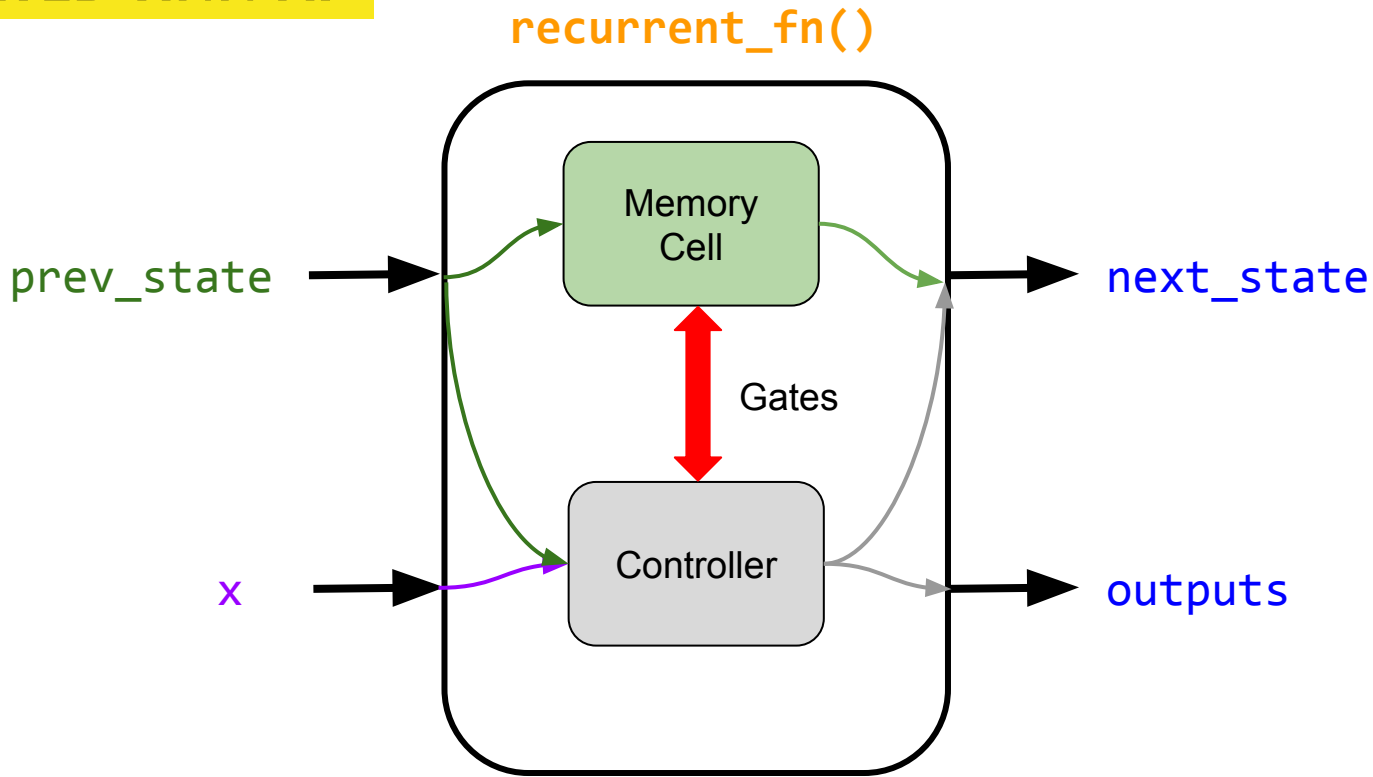 recurrent_fn()
Memory
Cell
prev_state
next_state
Gates
Controller
x
outputs